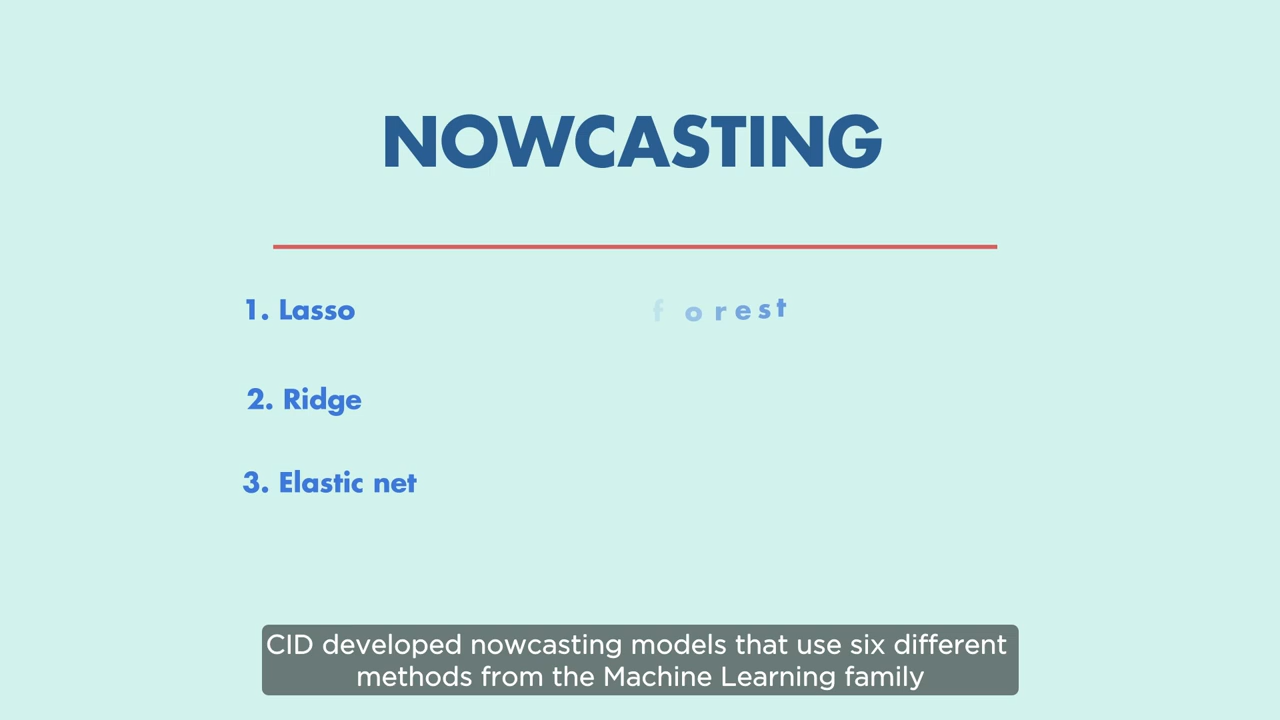 NOWCASTING
1. Lasso
forest
2. Ridge
3. Elastic net
CID developed nowcasting models that use six different
methods from the Machine Learning family